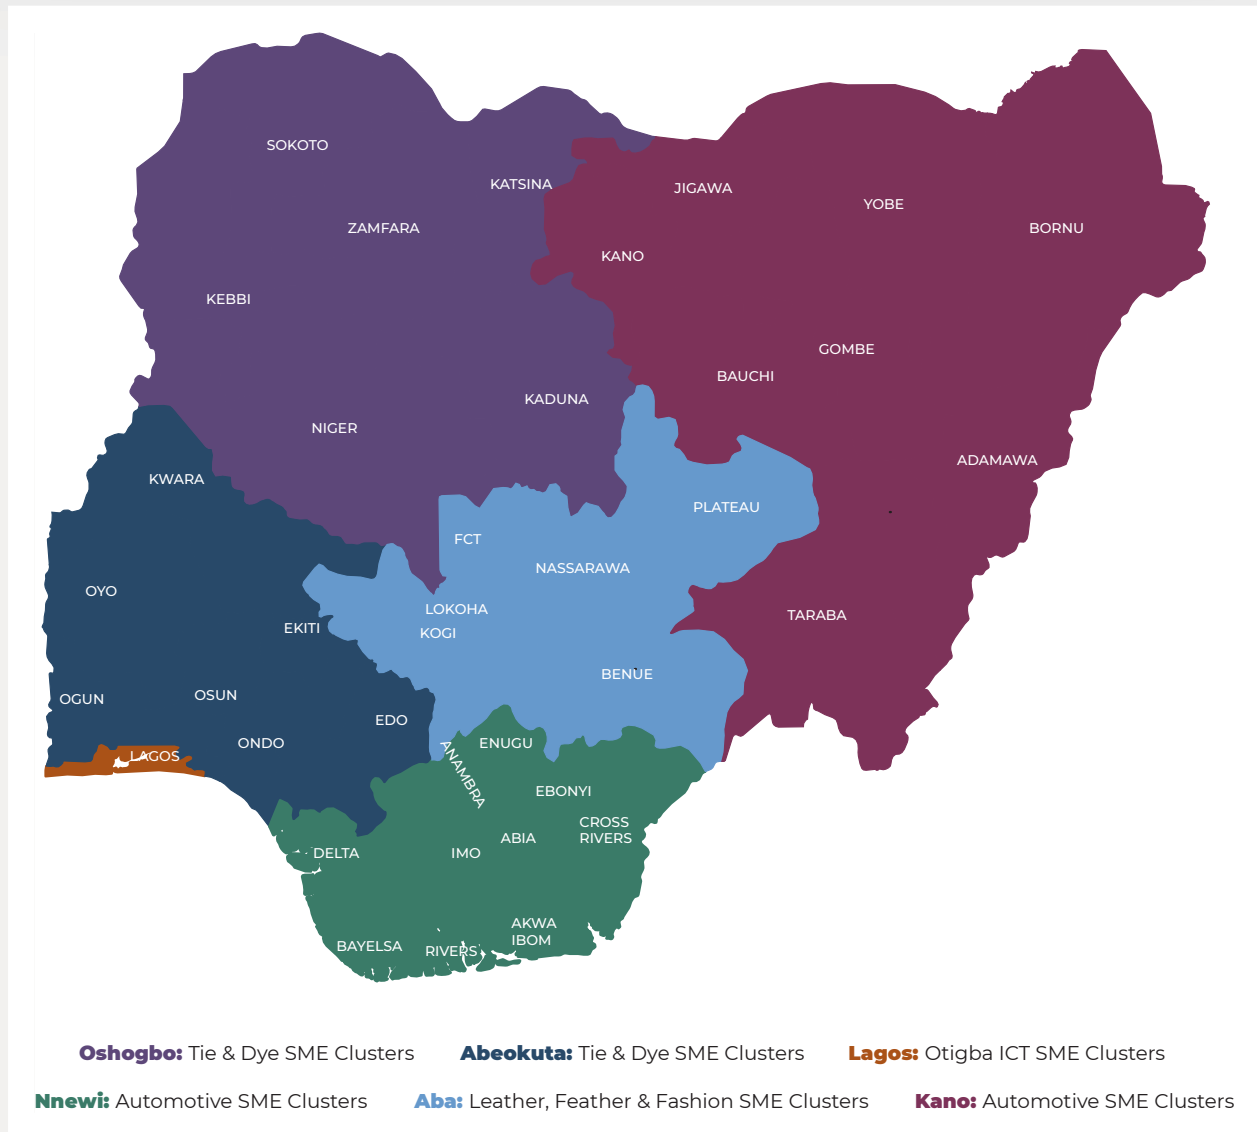 SOKOTO
KATSINA
JIGAWA
YOBE
ZAMFARA
BORNU
KANO
KEBBI
GOMBE
BAUCHI
KADUNA
NIGER
ADAMAWA
KWARA
PLATEAU
FCT
NASSARAWA
OYO
LOKOHA
TARABA
EKITI
KOGI
BENUE
OGUN
OSUN
EDO
ONDO
ENUGU
LAGOS
ANAMBRA
EBONYI
CROSS
RIVERS
ABIA
DELTA
IMO
AKWA
IBOM
BAYELSA
RIVERS
Oshogbo: Tie & Dye SME Clusters
Abeokuta: Tie & Dye SME Clusters
Lagos: Otigba ICT SME Clusters
Nnewi: Automotive SME Clusters
Aba: Leather, Feather & Fashion SME Clusters
Kano: Automotive SME Clusters